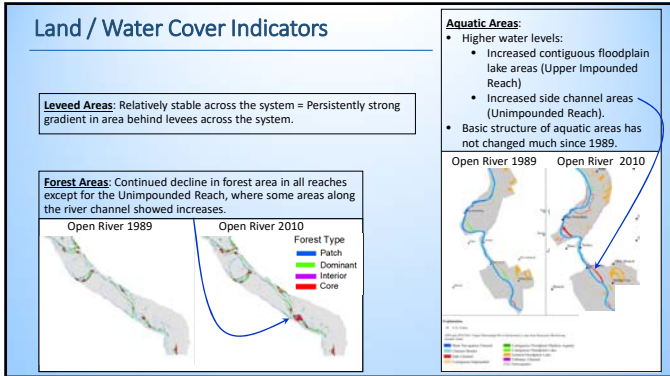 Land / Water Cover Indicators
Leveed Areas: Relatively stable across the system = Persistently strong
gradient in area behind levees across the system.
Forest Areas: Continued decline in forest area in all reaches
except for the Unimpounded Reach, where some areas along
the river channel showed increases.
Open River 1989
Open River 2010
Forest Type
Patch
Dominant
Interior
Core
Aquatic Areas:
• Higher water levels:
• Increased contiguous floodplain
lake areas (Upper Impounded
Reach)
• Increased side channel areas
(Unimpounded Reach).
• Basic structure of aquatic areas has
not changed much since 1989.
Open River 1989
Open River 2010